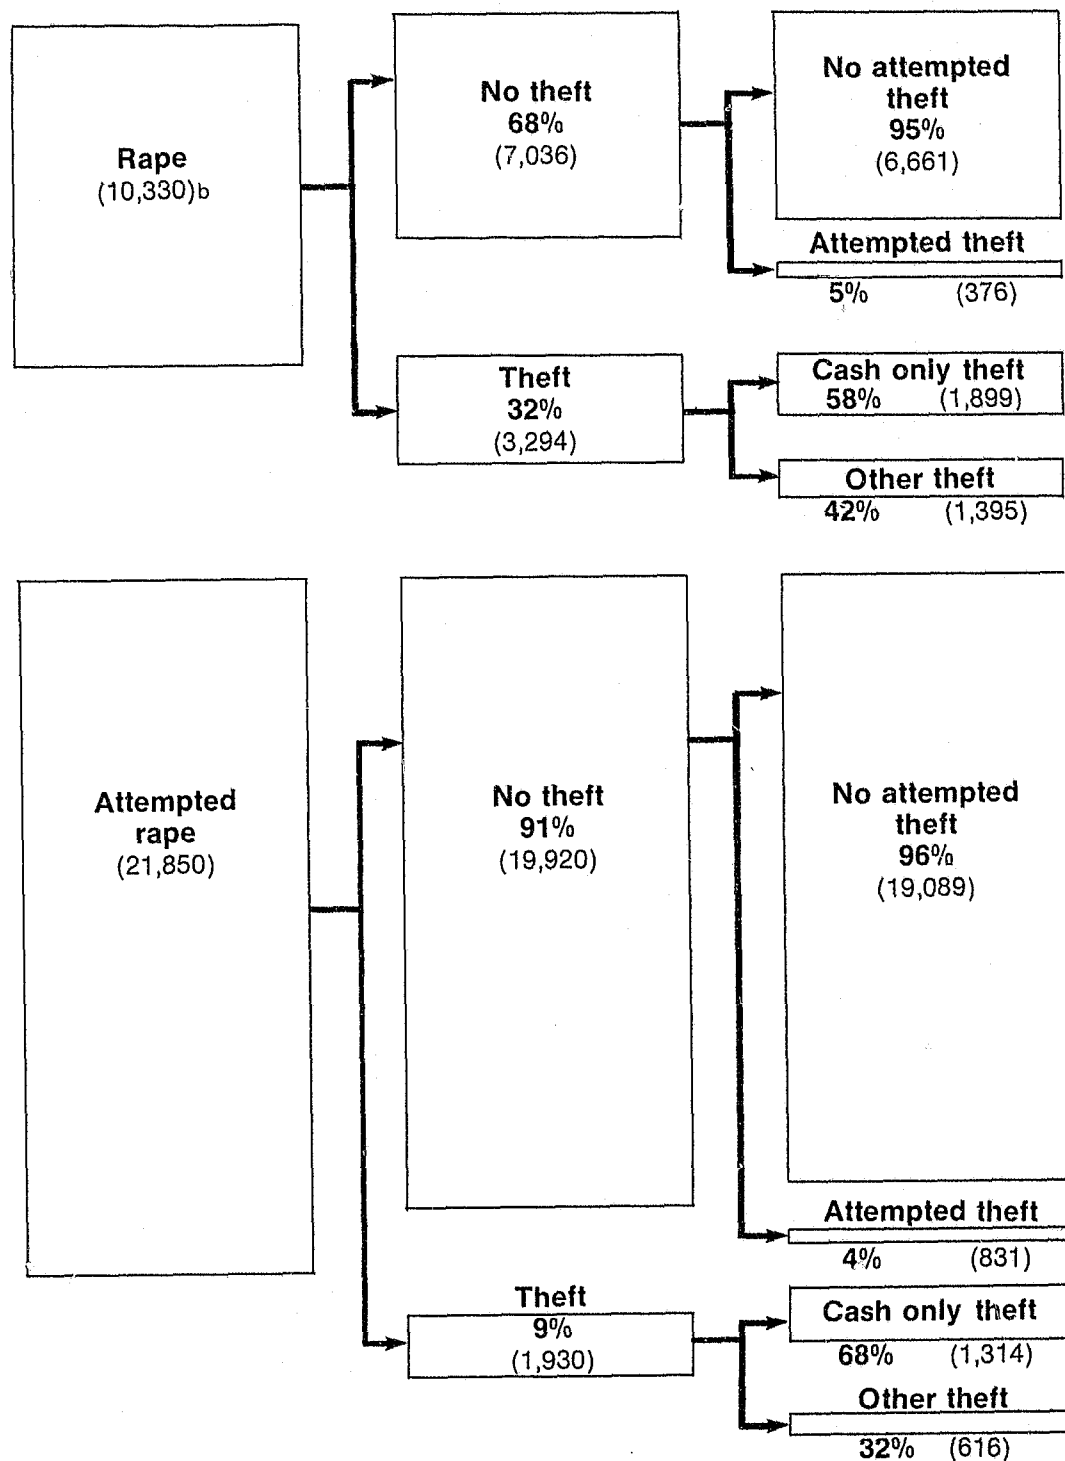 Rape
(10,330)b
No theft
68%
(7,036)
No attempted
theft
95%
(6,661)
Attempted theft
5% (376)
Theft
32%
(3,294)
Cash only theft
58% (1,899)
Other theft
42% (1,395)
Attempted
rape
(21,850)
No theft
91%
(19,920)
No attempted
theft
96%
(19,089)
Attempted theft
4% (831)
Theft
9%
(1,930)
Cash only theft
68% (1,314)
Other theft
32% (616)